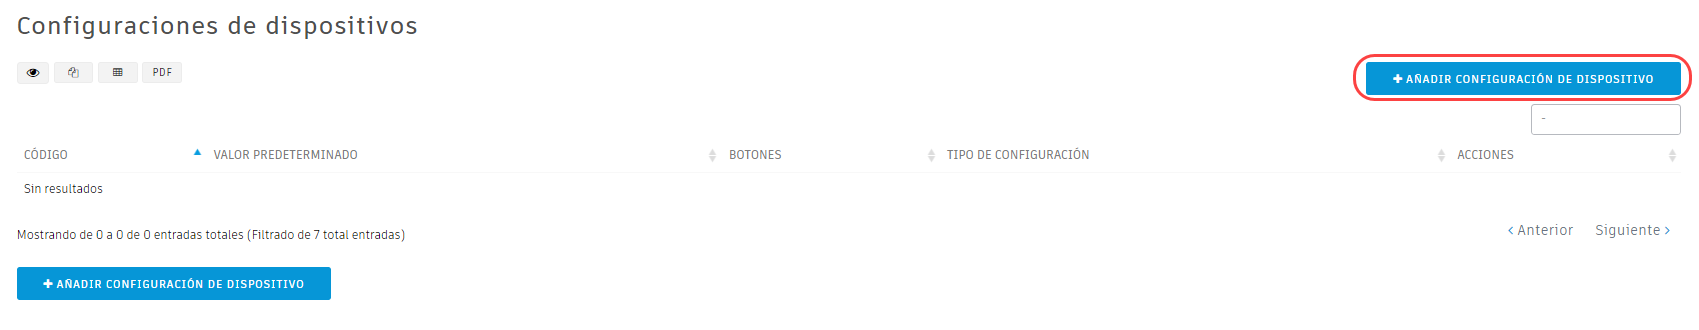 Configuraciones de dispositivos
PDF
AÑADIR CONFIGURACIÓN DE DISPOSITIVO
-
CÓDIGO VALOR PREDETERMINADO BOTONES TIPO DE CONFIGURACIÓN ACCIONES
Sin resultados
Mostrando de 0 a 0 de 0 entradas totales (Filtrado de 7 total entradas)
< Anterior Siguiente >
AÑADIR CONFIGURACIÓN DE DISPOSITIVO